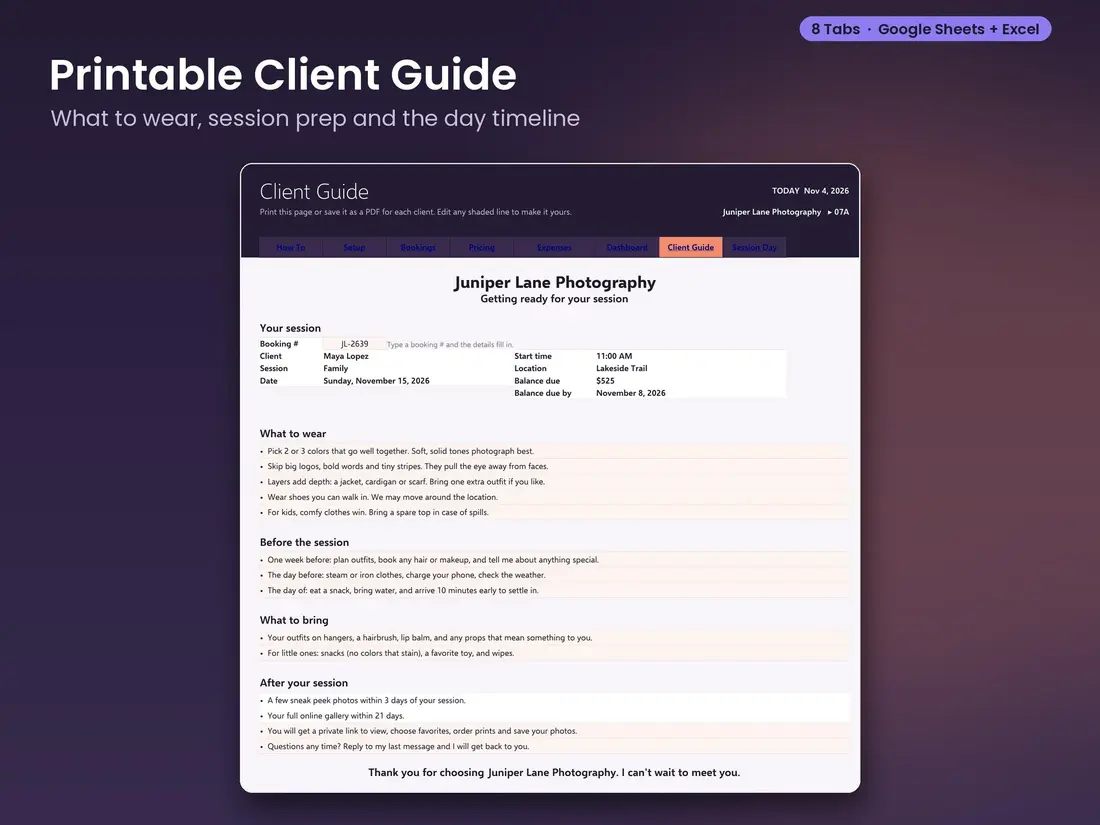 8 Tabs · Google Sheets + Excel
Printable Client Guide
What to wear, session prep and the day timeline
Client Guide
TODAY Nov 4, 2026
Print this page or save it as a PDF for each client. Edit any shaded line to make it yours.
Juniper Lane Photography ▸ 07A
How To Setup Bookings Pricing Expenses Dashboard Client Guide Session Day
Juniper Lane Photography
Getting ready for your session
Your session
Booking # JL-2639 Type a booking # and the details fill in.
Client Maya Lopez Start time 11:00 AM
Session Family Location Lakeside Trail
Date Sunday, November 15, 2026 Balance due $525
Balance due by November 8, 2026
What to wear
• Pick 2 or 3 colors that go well together. Soft, solid tones photograph best.
• Skip big logos, bold words and tiny stripes. They pull the eye away from faces.
• Layers add depth: a jacket, cardigan or scarf. Bring one extra outfit if you like.
• Wear shoes you can walk in. We may move around the location.
• For kids, comfy clothes win. Bring a spare top in case of spills.
Before the session
• One week before: plan outfits, book any hair or makeup, and tell me about anything special.
• The day before: steam or iron clothes, charge your phone, check the weather.
• The day of: eat a snack, bring water, and arrive 10 minutes early to settle in.
What to bring
• Your outfits on hangers, a hairbrush, lip balm, and any props that mean something to you.
• For little ones: snacks (no colors that stain), a favorite toy, and wipes.
After your session
• A few sneak peek photos within 3 days of your session.
• Your full online gallery within 21 days.
• You will get a private link to view, choose favorites, order prints and save your photos.
• Questions any time? Reply to my last message and I will get back to you.
Thank you for choosing Juniper Lane Photography. I can't wait to meet you.